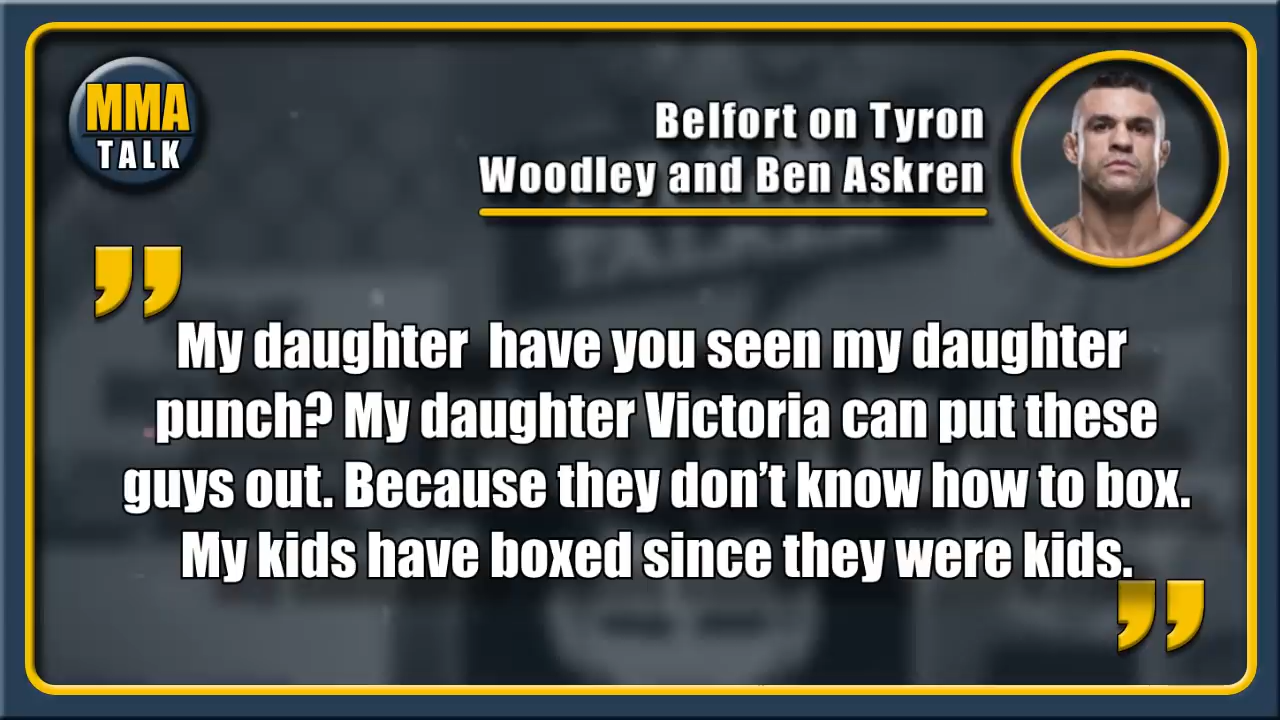 MMA
TALK
Belfort on Tyron
Woodley and Ben Askren
"
My daughter  have you seen my daughter
punch? My daughter Victoria can put these
guys out. Because they don’t know how to box.
My kids have boxed since they were kids.
"